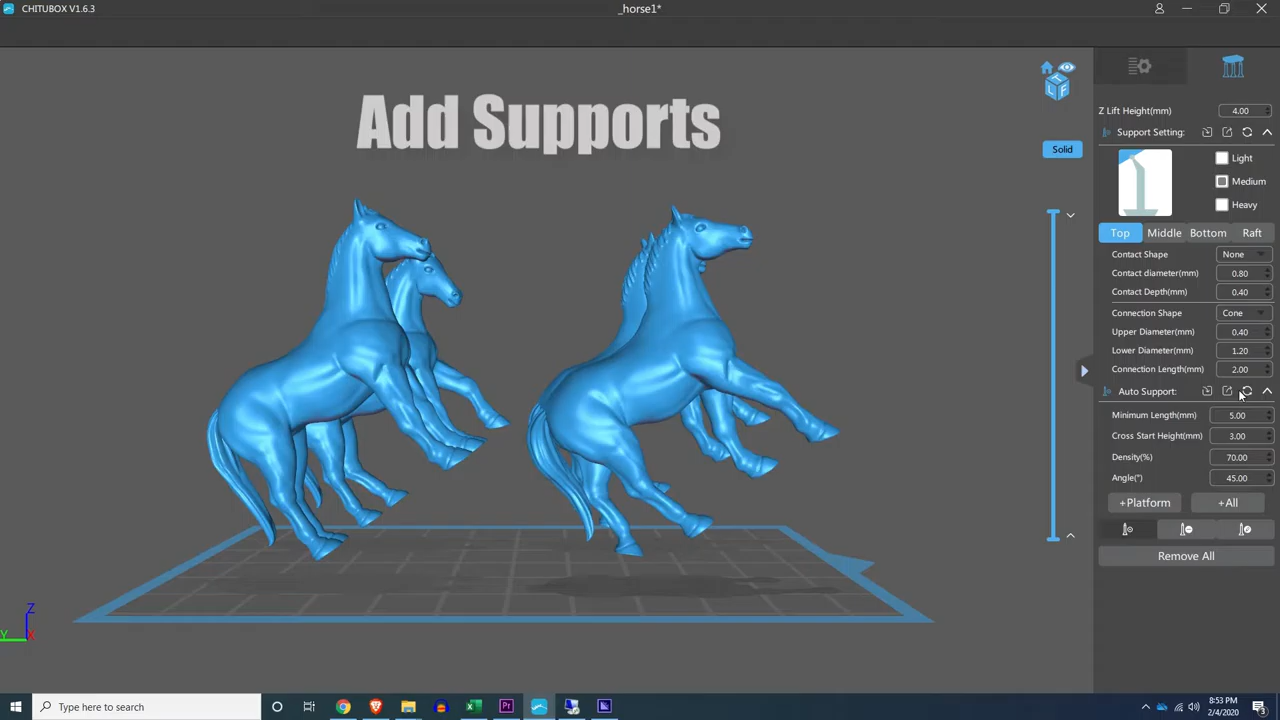 CHITUBOX V1.6.3
_horse1*
Add Supports
T
L F
Solid
Z Lift Height(mm) 4.00
Support Setting:
Light
Medium
Heavy
Top Middle Bottom Raft
Contact Shape None
Contact diameter(mm) 0.80
Contact Depth(mm) 0.40
Connection Shape Cone
Upper Diameter(mm) 0.40
Lower Diameter(mm) 1.20
Connection Length(mm) 2.00
Auto Support:
Minimum Length(mm) 5.00
Cross Start Height(mm) 3.00
Density(%) 70.00
Angle(°) 45.00
+Platform +All
Remove All
Z
Y X
Type here to search
Pr
8:53 PM
2/4/2020